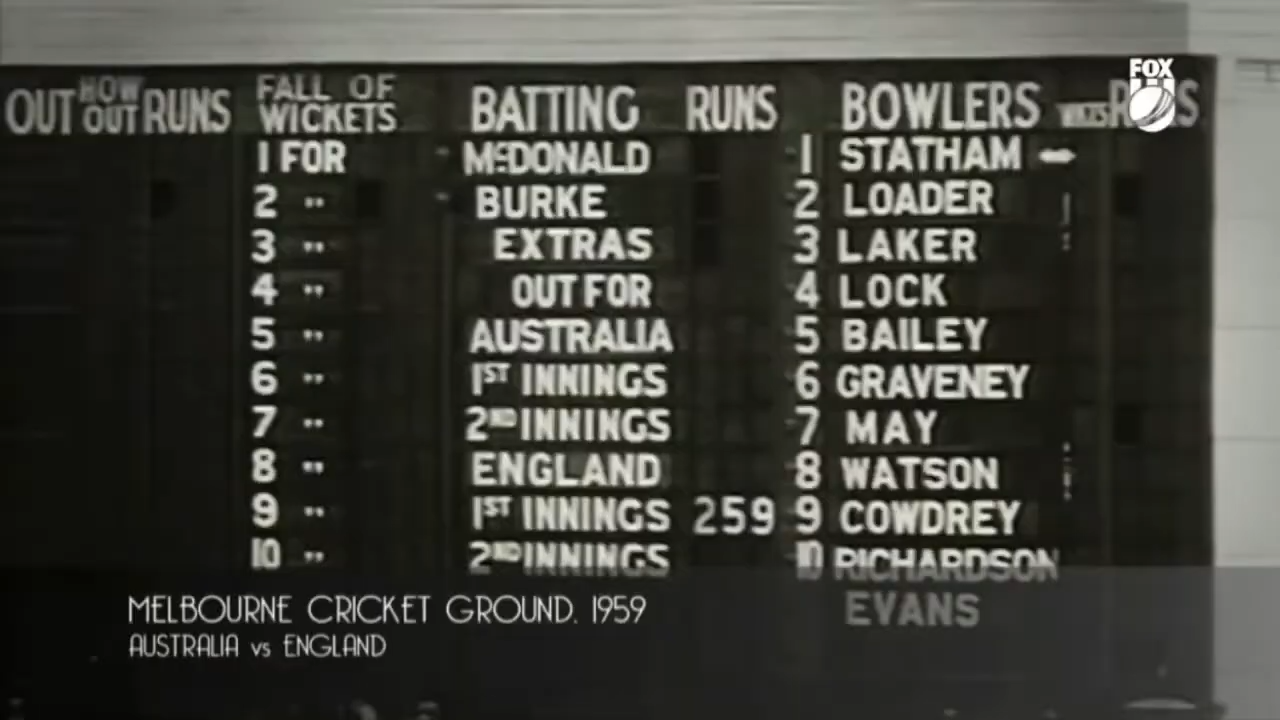 OUT HOW OUT RUNS FALL OF WICKETS BATTING RUNS BOWLERS WKTS RUNS
1 FOR McDONALD 1 STATHAM
2 " BURKE 2 LOADER
3 " EXTRAS 3 LAKER
4 " OUT FOR 4 LOCK
5 " AUSTRALIA 5 BAILEY
6 " 1ST INNINGS 6 GRAVENEY
7 " 2ND INNINGS 7 MAY
8 " ENGLAND 8 WATSON
9 " 1ST INNINGS 259 9 COWDREY
10 " 2ND INNINGS 10 RICHARDSON
EVANS
FOX
MELBOURNE CRICKET GROUND. 1959
AUSTRALIA vs ENGLAND